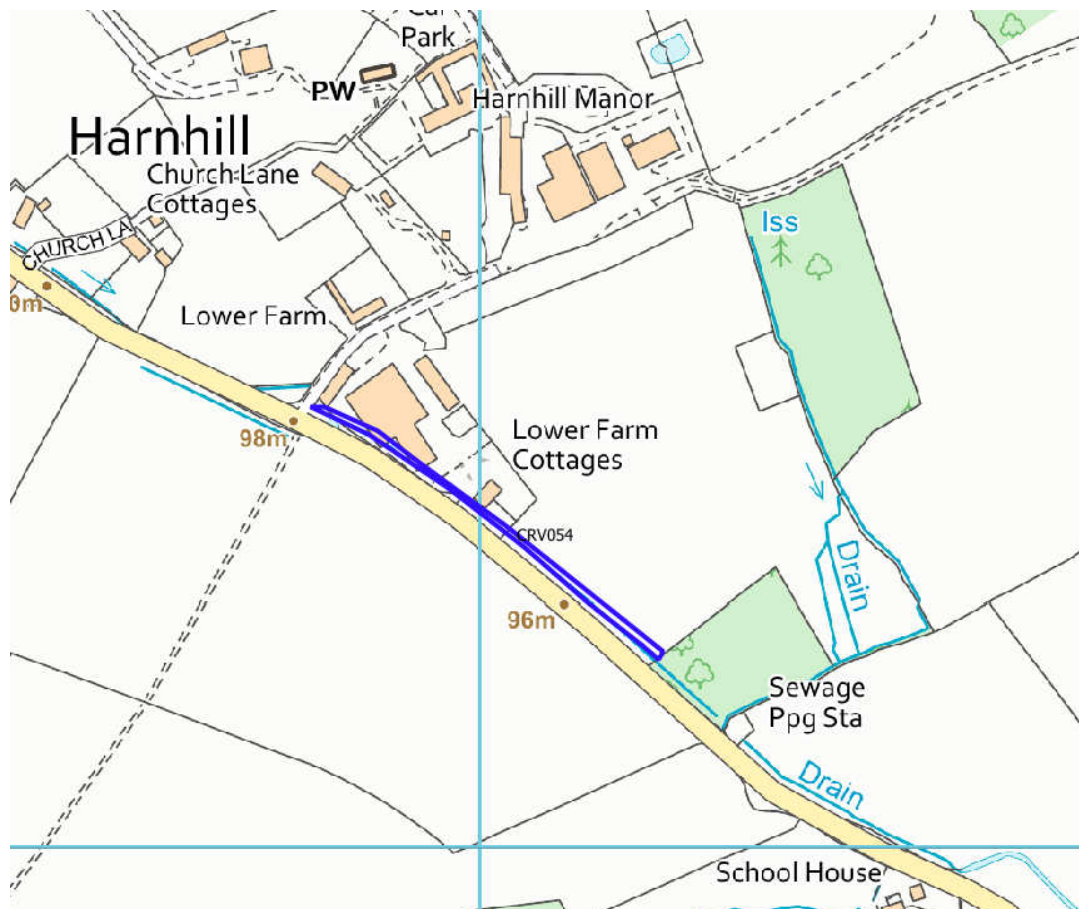 Park
PW
Harnhill Manor
Harnhill
Church Lane
Cottages
CHURCH LA
Iss
Lower Farm
98m
Lower Farm
Cottages
CRV054
Drain
96m
Sewage
Ppg Sta
Drain
School House